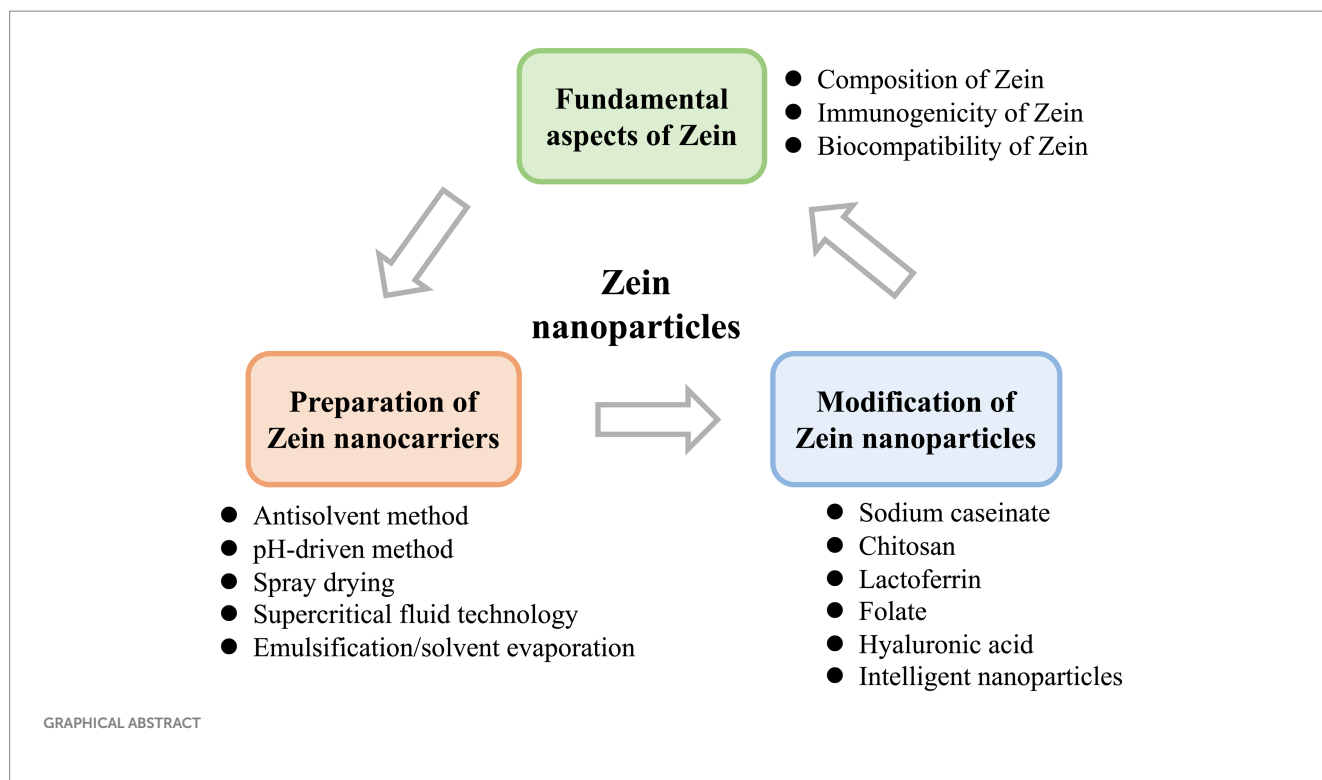 Fundamental
aspects of Zein
● Composition of Zein
● Immunogenicity of Zein
● Biocompatibility of Zein
Zein
nanoparticles
Preparation of
Zein nanocarriers
● Antisolvent method
● pH-driven method
● Spray drying
● Supercritical fluid technology
● Emulsification/solvent evaporation
Modification of
Zein nanoparticles
● Sodium caseinate
● Chitosan
● Lactoferrin
● Folate
● Hyaluronic acid
● Intelligent nanoparticles
GRAPHICAL ABSTRACT